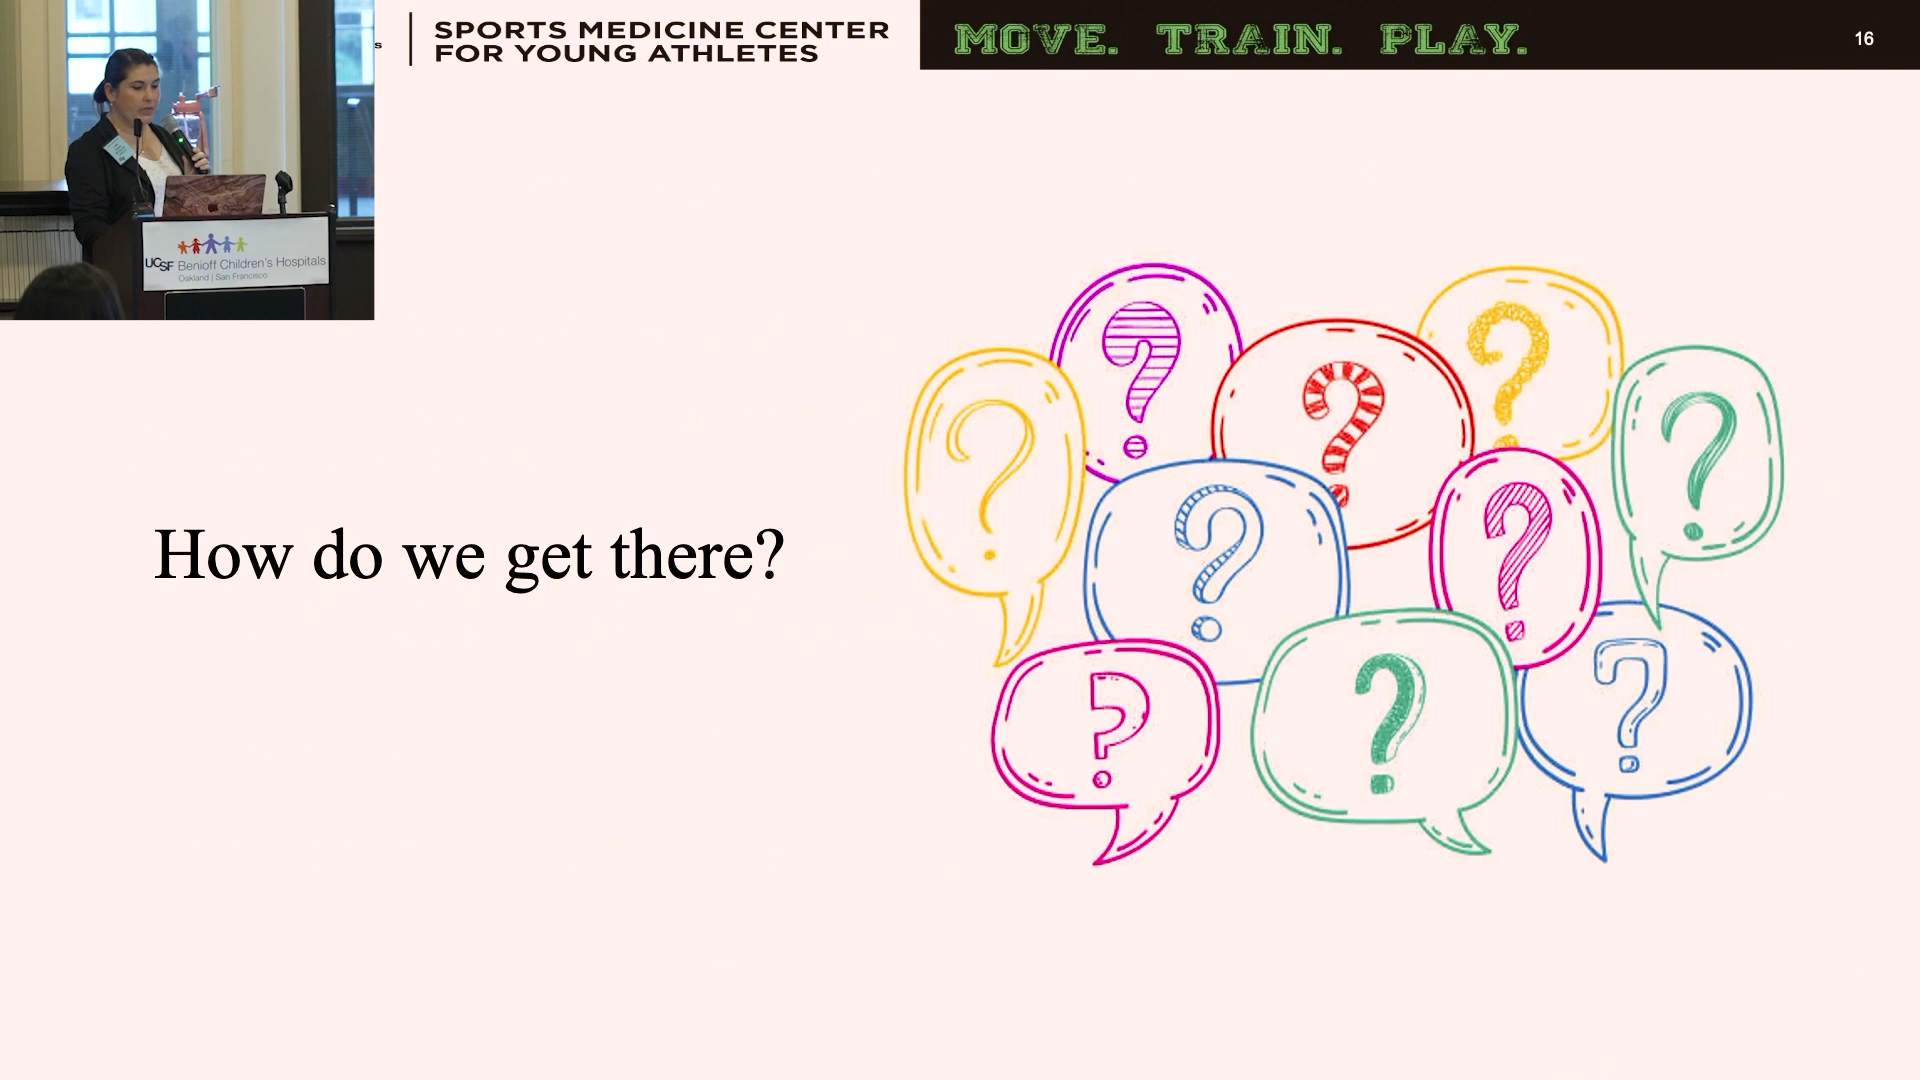 S
SPORTS MEDICINE CENTER
FOR YOUNG ATHLETES
MOVE. TRAIN. PLAY.
16
UCSF Benioff Children's Hospitals
Oakland | San Francisco
How do we get there?
? ? ? ? ? ? ? ? ? ?